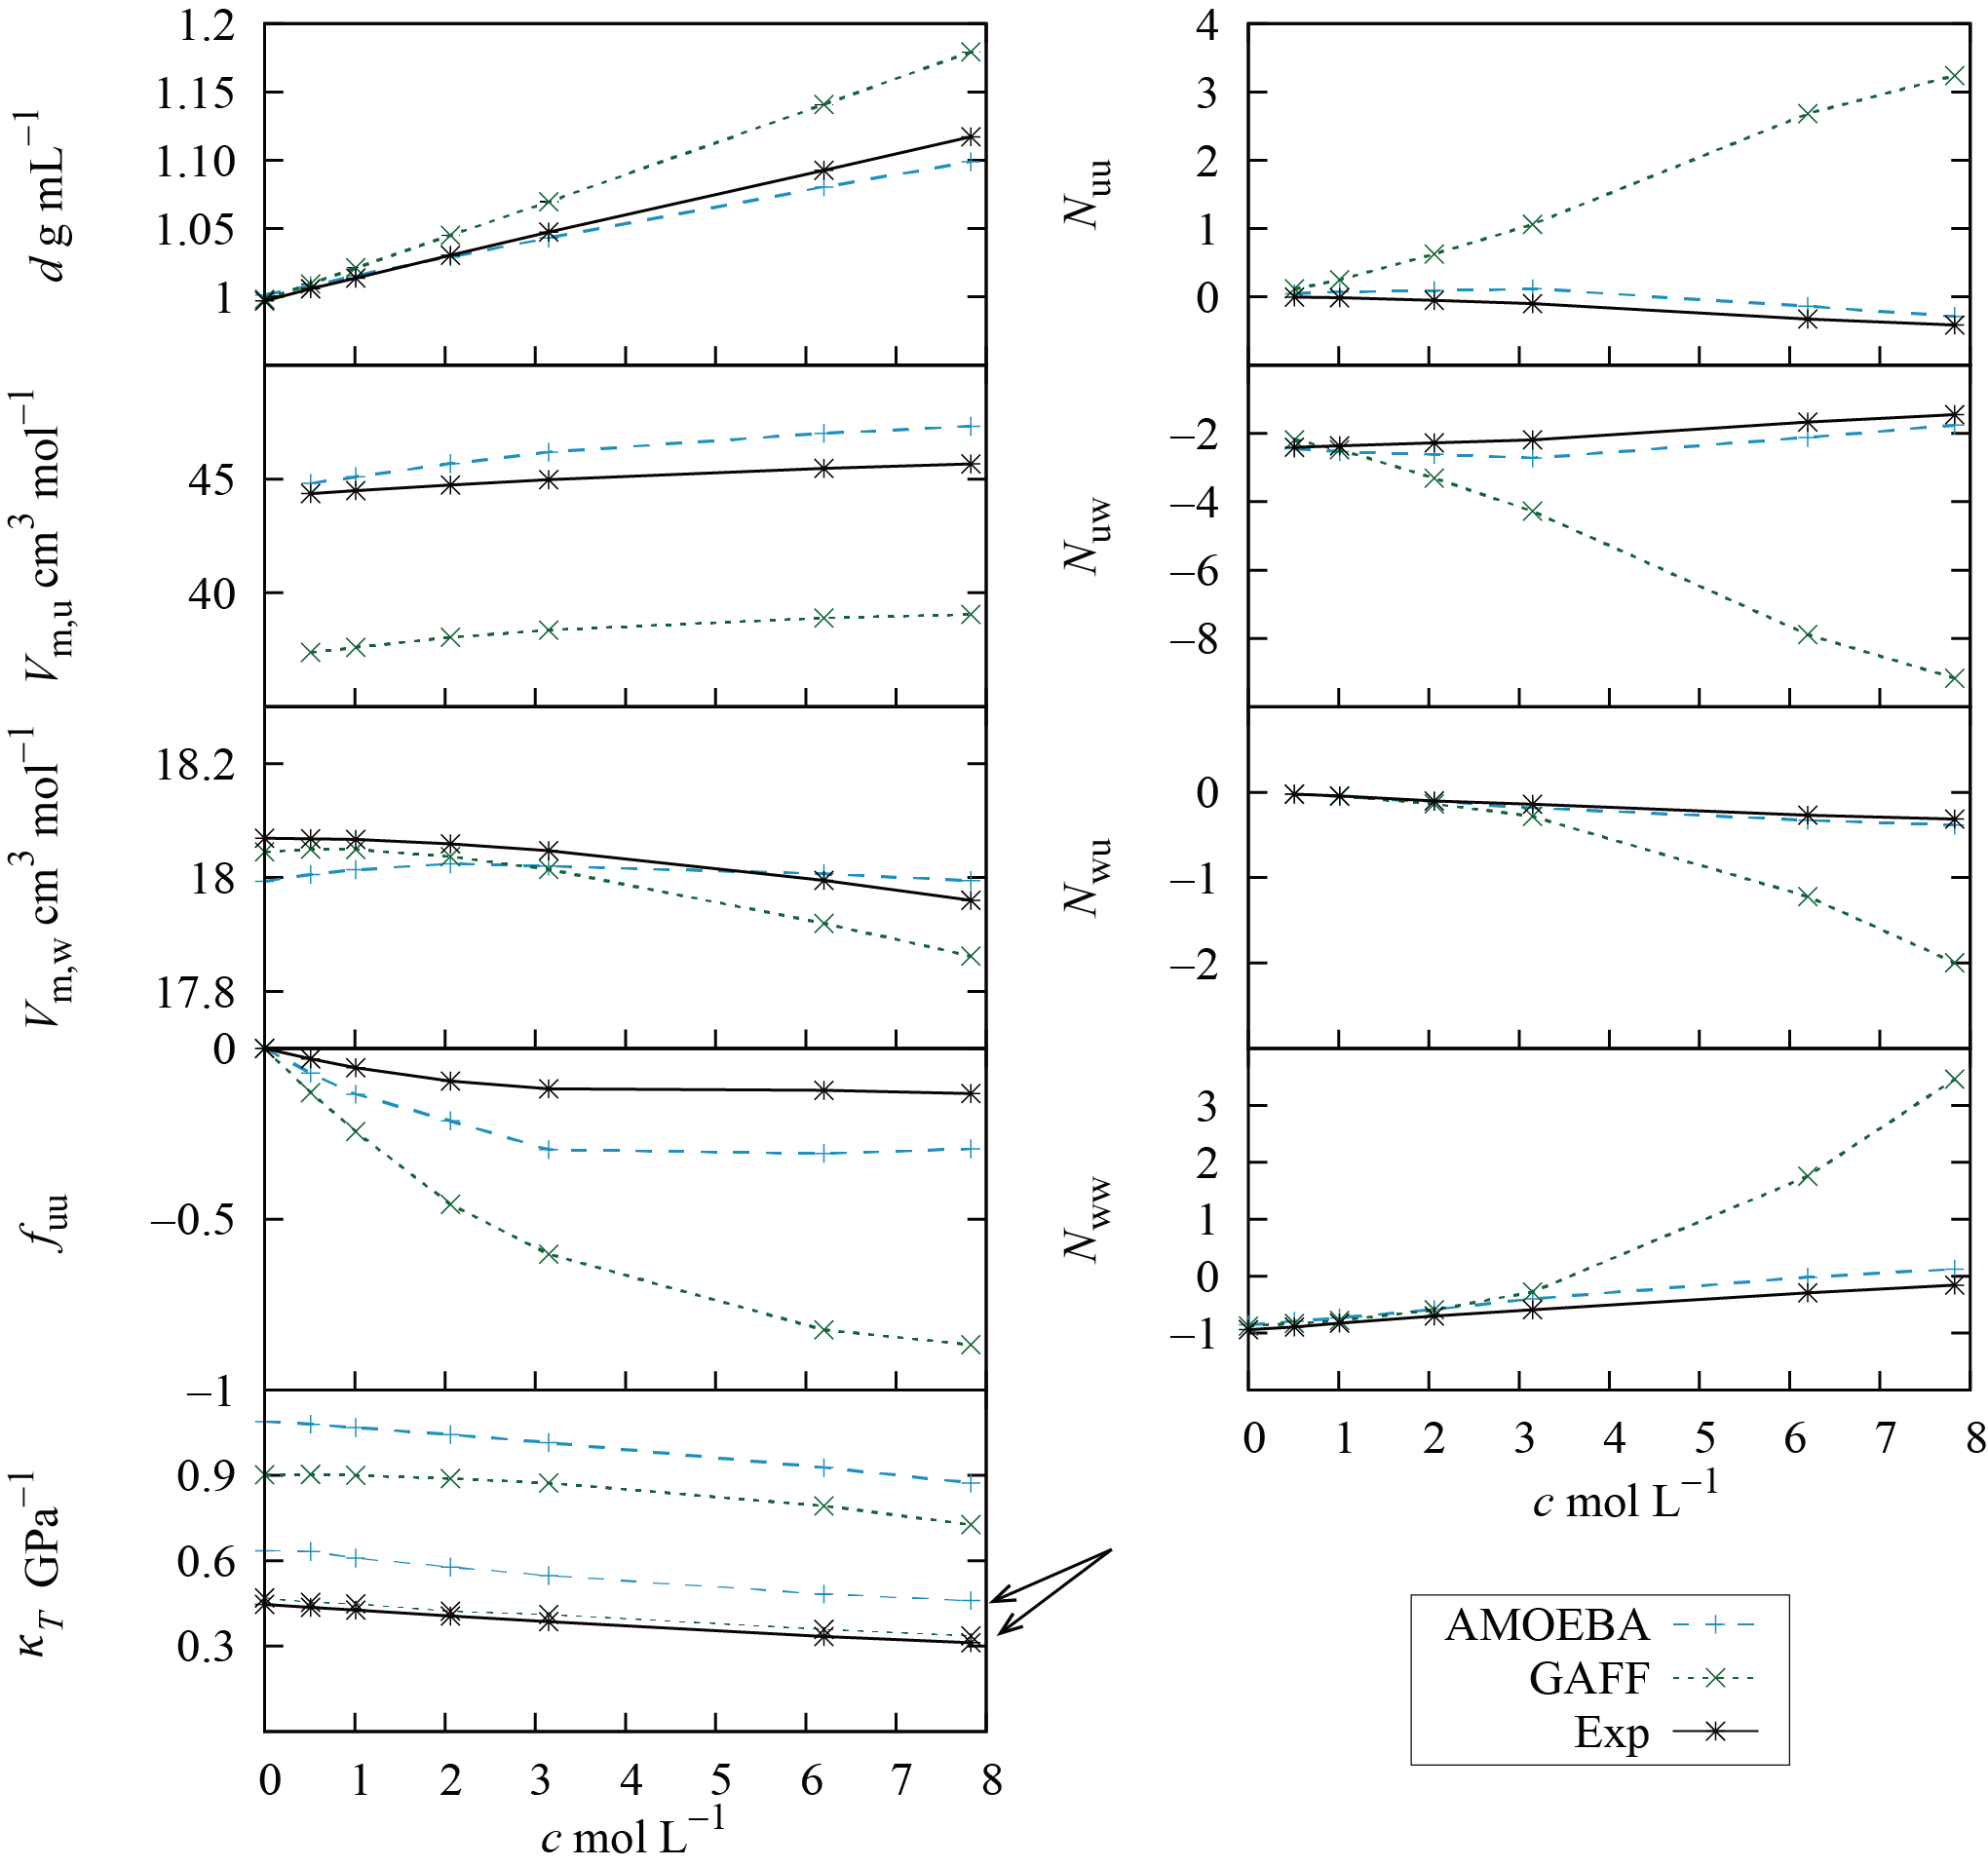 1.2
1.15
1.10
1.05
1
d g mL−1
45
40
Vm,u cm3 mol−1
18.2
18
17.8
Vm,w cm3 mol−1
0
−0.5
−1
fuu
0.9
0.6
0.3
κT GPa−1
0 1 2 3 4 5 6 7 8
c mol L−1
4
3
2
1
0
Nuu
−2
−4
−6
−8
Nuw
0
−1
−2
Nwu
3
2
1
0
−1
Nww
0 1 2 3 4 5 6 7 8
c mol L−1
AMOEBA
GAFF
Exp